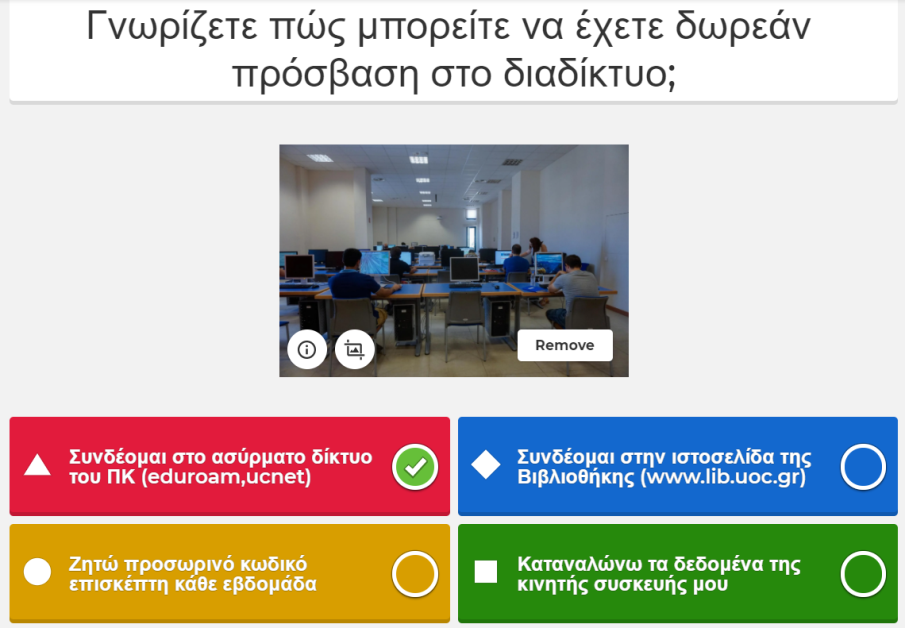 Γνωρίζετε πώς μπορείτε να έχετε δωρεάν
πρόσβαση στο διαδίκτυο;
Remove
Συνδέομαι στο ασύρματο δίκτυο
του ΠΚ (eduroam,ucnet)
Συνδέομαι στην ιστοσελίδα της
Βιβλιοθήκης (www.lib.uoc.gr)
Ζητώ προσωρινό κωδικό
επισκέπτη κάθε εβδομάδα
Καταναλώνω τα δεδομένα της
κινητής συσκευής μου